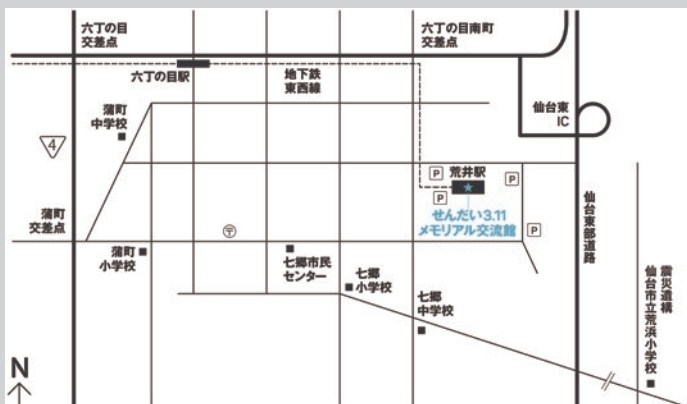 六丁の目
交差点
六丁の目南町
交差点
六丁の目駅
地下鉄
東西線
仙台東
IC
蒲町
中学校
4
P
荒井駅
P
P
せんだい3.11
メモリアル交流館
P
蒲町
交差点
仙台東部道路
蒲町
小学校
〒
七郷市民
センター
七郷
小学校
七郷
中学校
震災遺構
仙台市立荒浜小学校
N